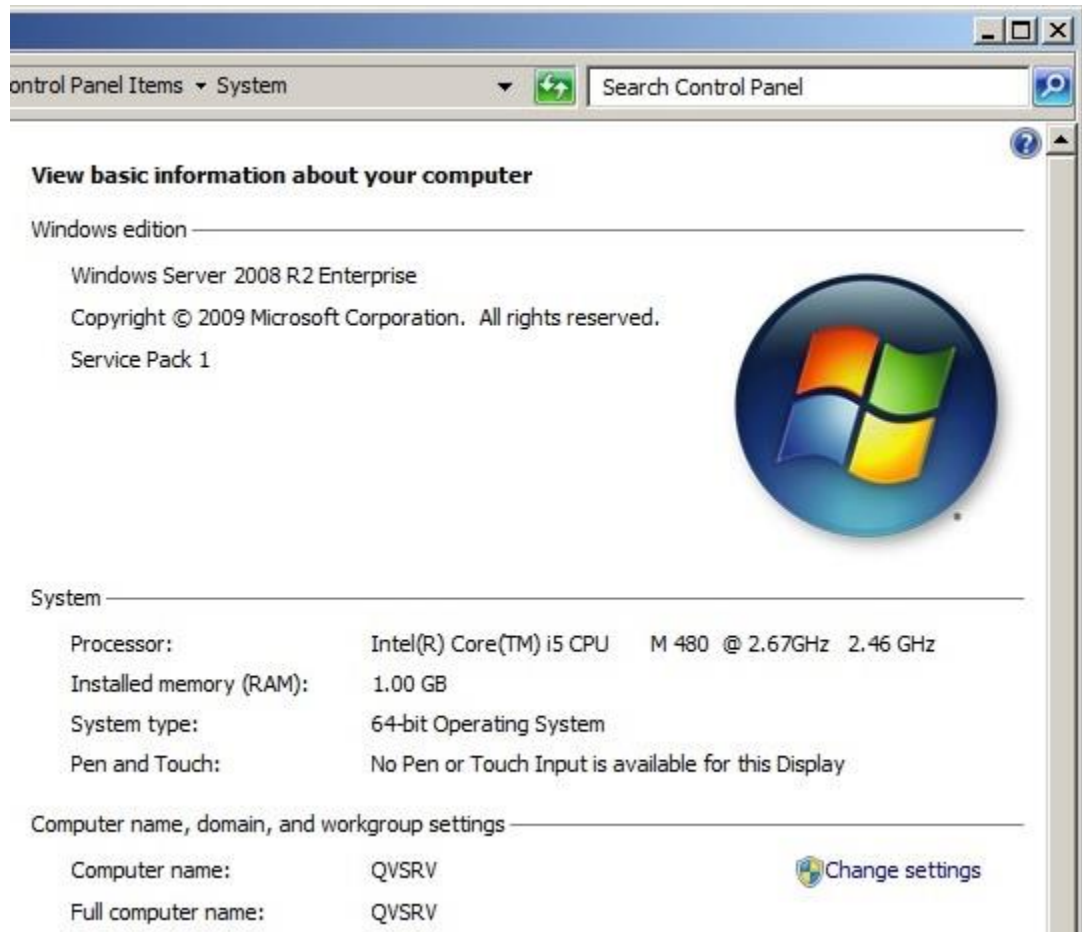 ontrol Panel Items System
Search Control Panel
View basic information about your computer
Windows edition
Windows Server 2008 R2 Enterprise
Copyright © 2009 Microsoft Corporation. All rights reserved.
Service Pack 1
System
Processor: Intel(R) Core(TM) i5 CPU M 480 @ 2.67GHz 2.46 GHz
Installed memory (RAM): 1.00 GB
System type: 64-bit Operating System
Pen and Touch: No Pen or Touch Input is available for this Display
Computer name, domain, and workgroup settings
Computer name: QVSRV
Change settings
Full computer name: QVSRV